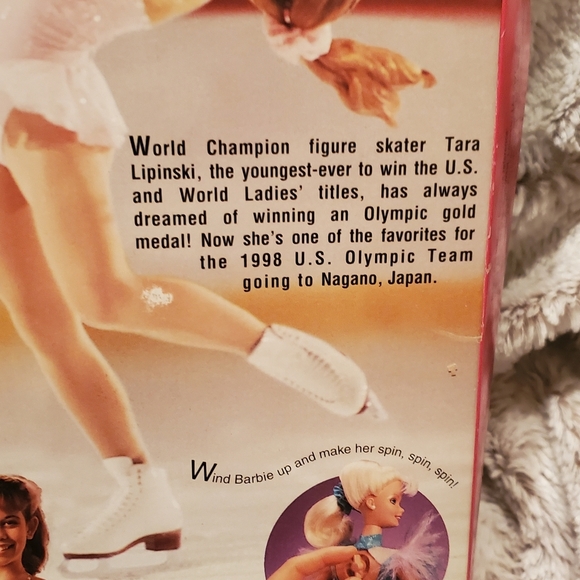 World Champion figure skater Tara
Lipinski, the youngest-ever to win the U.S.
and World Ladies' titles, has always
dreamed of winning an Olympic gold
medal! Now she's one of the favorites for
the 1998 U.S. Olympic Team
going to Nagano, Japan.
Wind Barbie up and make her spin, spin, spin!